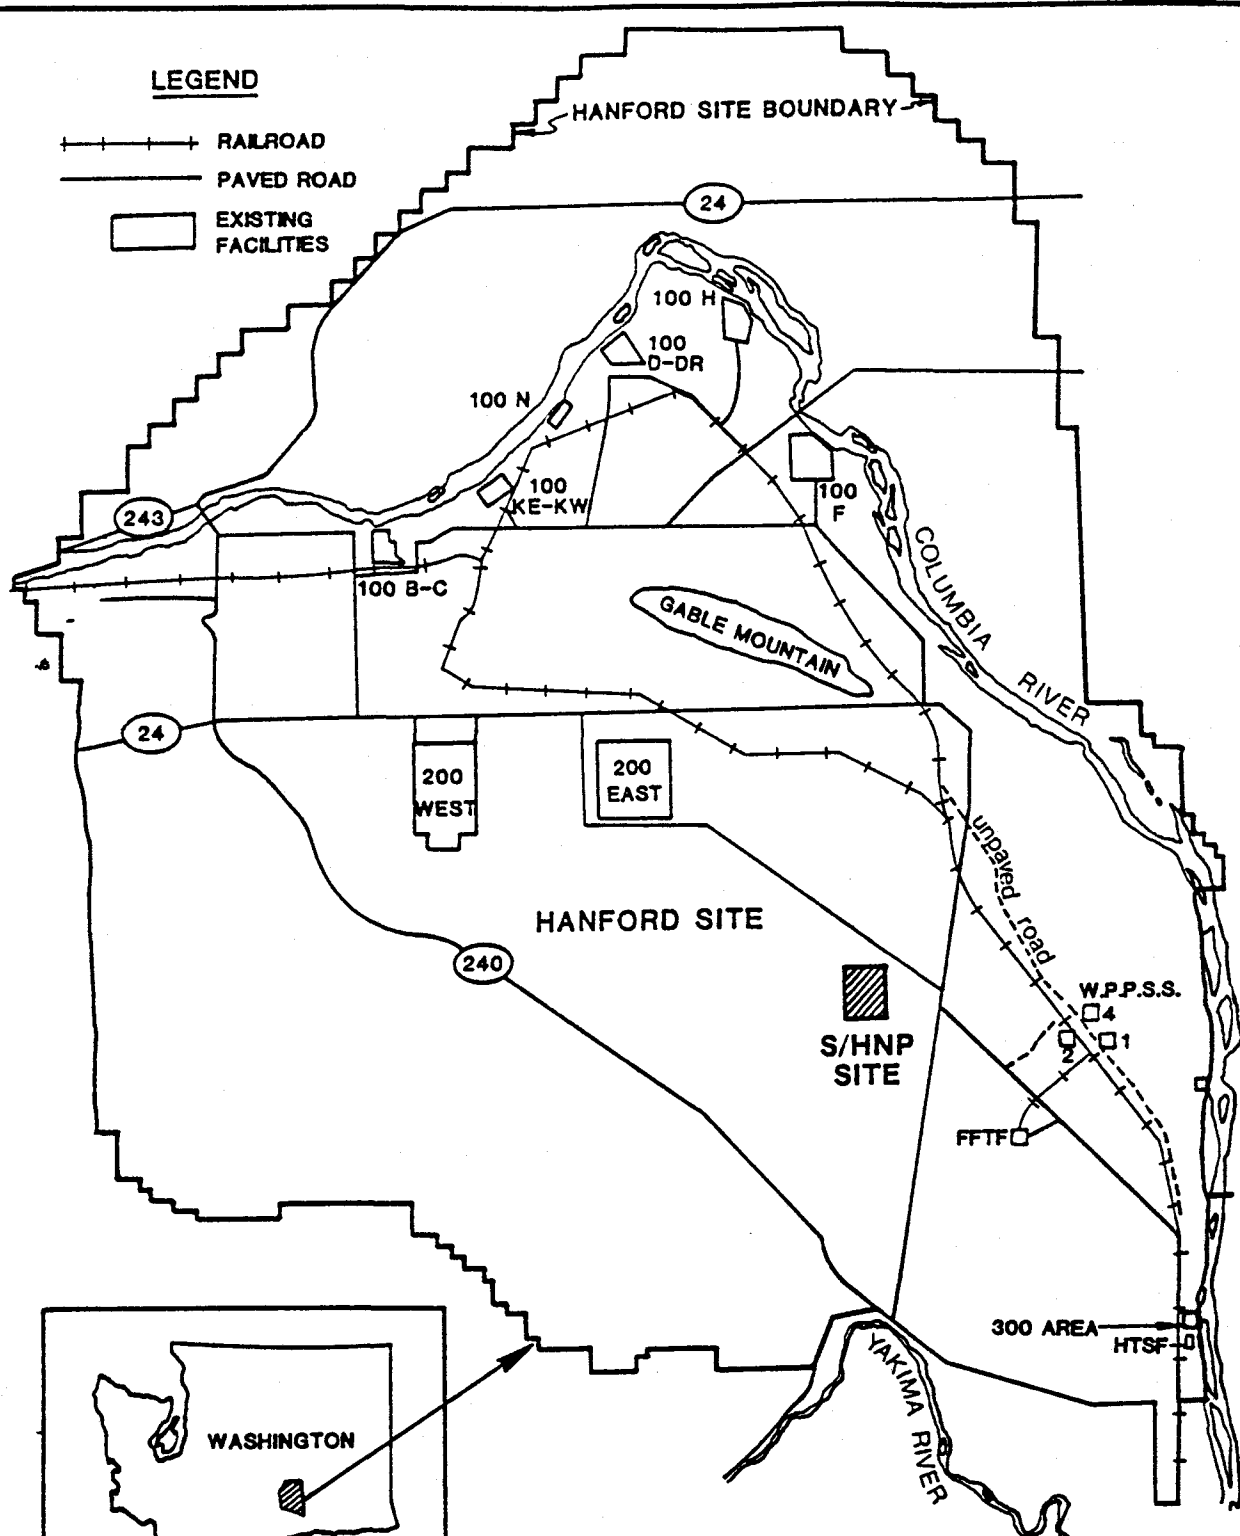 LEGEND
RAILROAD
PAVED ROAD
EXISTING
FACILITIES
HANFORD SITE BOUNDARY
24
100 H
100
D-DR
100 N
100
KE-KW
100
F
243
100 B-C
COLUMBIA
RIVER
GABLE MOUNTAIN
24
200
WEST
200
EAST
unpaved road
HANFORD SITE
240
S/HNP
SITE
W.P.P.S.S.
4
1
2
FFTF
300 AREA
HTSF
YAKIMA RIVER
WASHINGTON